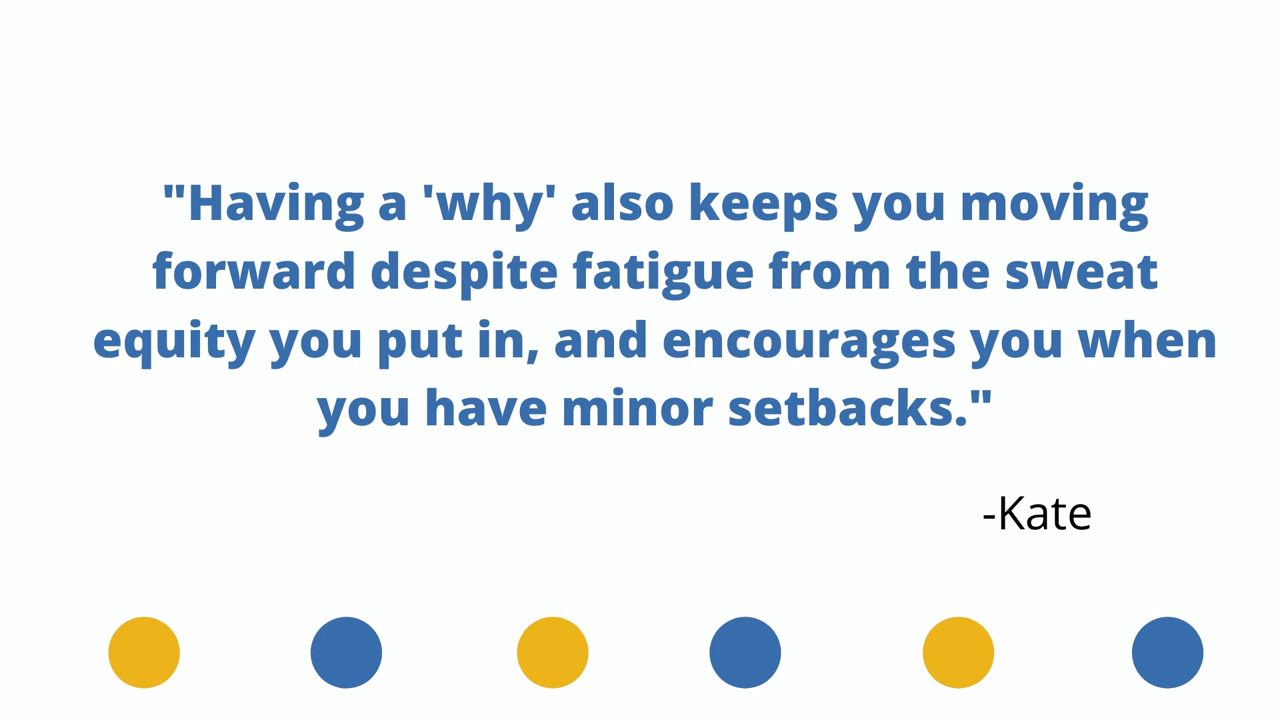 "Having a 'why' also keeps you moving
forward despite fatigue from the sweat
equity you put in, and encourages you when
you have minor setbacks."
-Kate